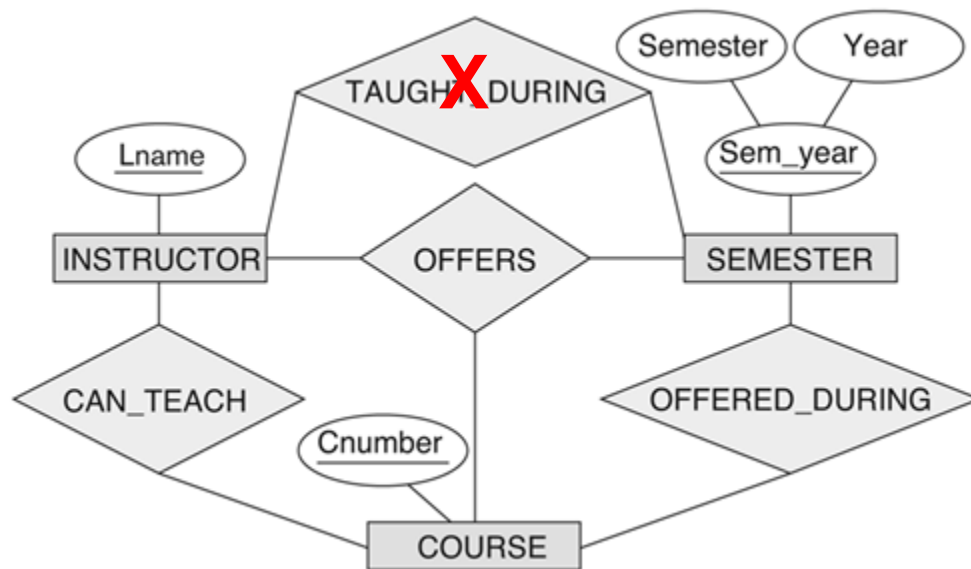 Semester
Year
TAUGHT_DURING
X
Lname
Sem_year
INSTRUCTOR
OFFERS
SEMESTER
CAN_TEACH
OFFERED_DURING
Cnumber
COURSE